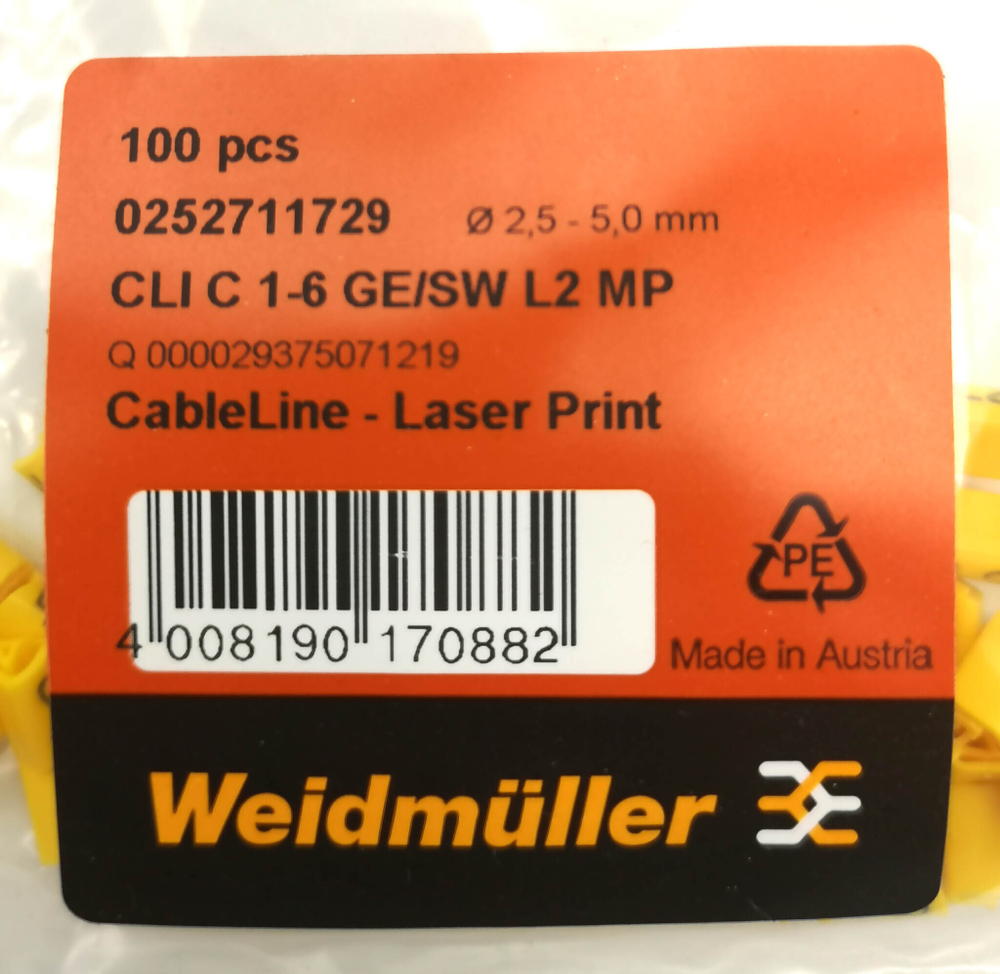 100 pcs
0252711729 Ø 2,5 - 5,0 mm
CLI C 1-6 GE/SW L2 MP
Q 000029375071219
CableLine - Laser Print
4 008190 170882
PE
Made in Austria
Weidmüller